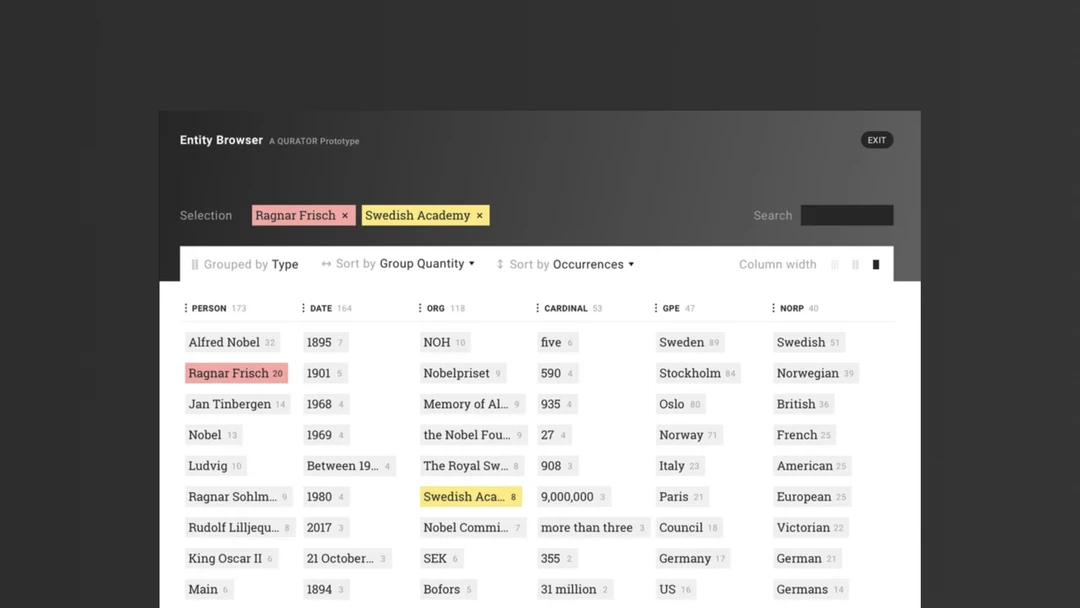 Entity Browser A QURATOR Prototype EXIT
Selection Ragnar Frisch × Swedish Academy × Search
Grouped by Type Sort by Group Quantity Sort by Occurrences Column width
PERSON 173 DATE 164 ORG 118 CARDINAL 53 GPE 47 NORP 40
Alfred Nobel 32 1895 7 NOH 10 five 6 Sweden 89 Swedish 51
Ragnar Frisch 20 1901 5 Nobelpriset 9 590 4 Stockholm 84 Norwegian 39
Jan Tinbergen 14 1968 4 Memory of Al... 9 935 4 Oslo 80 British 36
Nobel 13 1969 4 the Nobel Fou... 9 27 4 Norway 71 French 25
Ludvig 10 Between 19... 4 The Royal Sw... 8 908 3 Italy 23 American 25
Ragnar Sohlm... 9 1980 4 Swedish Aca... 8 9,000,000 3 Paris 21 European 25
Rudolf Lilljequ... 8 2017 3 Nobel Commi... 7 more than three 3 Council 18 Victorian 22
King Oscar II 6 21 October... 3 SEK 6 355 2 Germany 17 German 21
Main 6 1894 3 Bofors 5 31 million 2 US 16 Germans 14